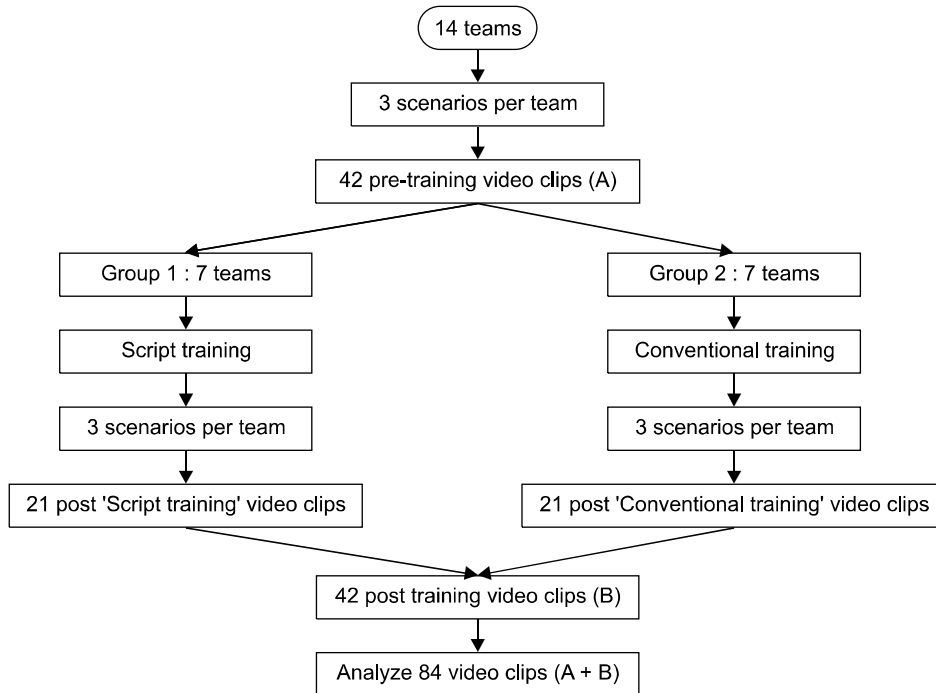 14 teams
3 scenarios per team
42 pre-training video clips (A)
Group 1 : 7 teams
Group 2 : 7 teams
Script training
Conventional training
3 scenarios per team
3 scenarios per team
21 post 'Script training' video clips
21 post 'Conventional training' video clips
42 post training video clips (B)
Analyze 84 video clips (A + B)